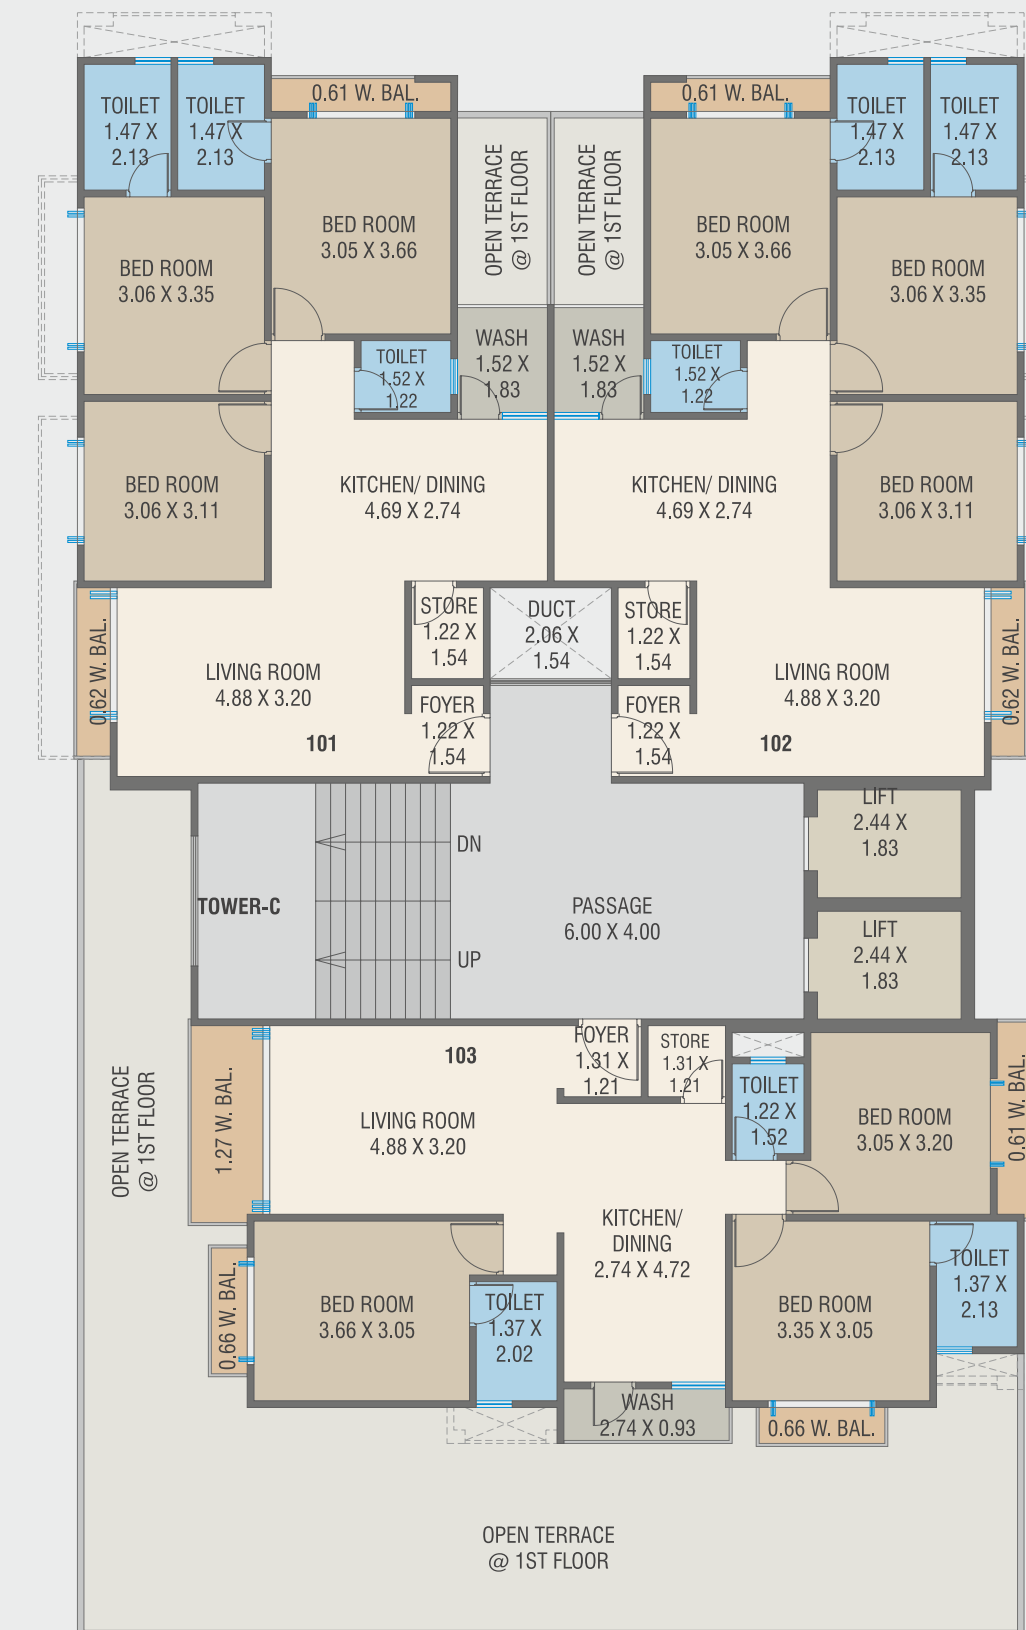 0.61 W. BAL.
0.61 W. BAL.
TOILET
1.47 X
2.13
TOILET
1.47 X
2.13
TOILET
1.47 X
2.13
TOILET
1.47 X
2.13
OPEN TERRACE
@ 1ST FLOOR
OPEN TERRACE
@ 1ST FLOOR
BED ROOM
3.05 X 3.66
BED ROOM
3.05 X 3.66
BED ROOM
3.06 X 3.35
BED ROOM
3.06 X 3.35
WASH
1.52 X
1.83
WASH
1.52 X
1.83
TOILET
1.52 X
1.22
TOILET
1.52 X
1.22
BED ROOM
3.06 X 3.11
KITCHEN/ DINING
4.69 X 2.74
KITCHEN/ DINING
4.69 X 2.74
BED ROOM
3.06 X 3.11
STORE
1.22 X
1.54
DUCT
2.06 X
1.54
STORE
1.22 X
1.54
0.62 W. BAL.
LIVING ROOM
4.88 X 3.20
LIVING ROOM
4.88 X 3.20
0.62 W. BAL.
FOYER
1.22 X
1.54
FOYER
1.22 X
1.54
101
102
LIFT
2.44 X
1.83
DN
TOWER-C
PASSAGE
6.00 X 4.00
UP
LIFT
2.44 X
1.83
103
FOYER
1.31 X
1.21
STORE
1.31 X
1.21
TOILET
1.22 X
1.52
BED ROOM
3.05 X 3.20
0.61 W. BAL.
OPEN TERRACE
@ 1ST FLOOR
1.27 W. BAL.
LIVING ROOM
4.88 X 3.20
KITCHEN/
DINING
2.74 X 4.72
0.66 W. BAL.
BED ROOM
3.66 X 3.05
TOILET
1.37 X
2.02
BED ROOM
3.35 X 3.05
TOILET
1.37 X
2.13
WASH
2.74 X 0.93
0.66 W. BAL.
OPEN TERRACE
@ 1ST FLOOR